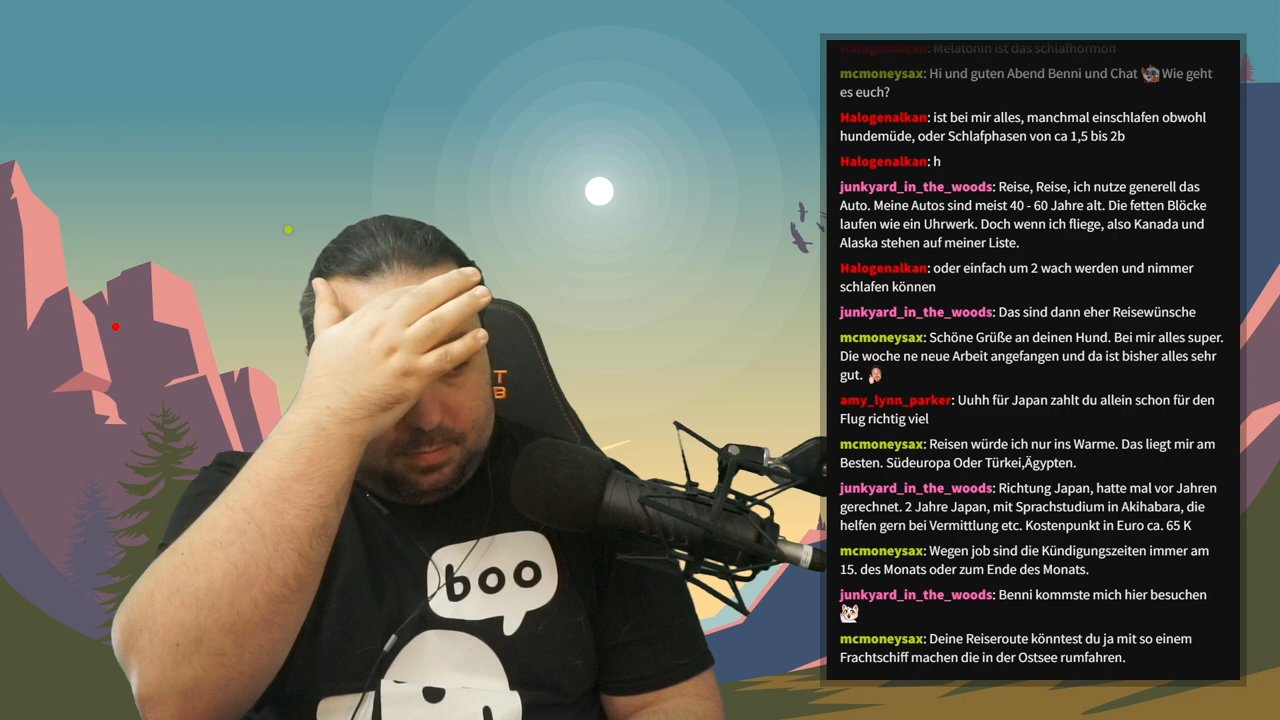 Halogenalkan: Melatonin ist das schlafhormon
mcmoneysax: Hi und guten Abend Benni und Chat Wie geht
es euch?
Halogenalkan: ist bei mir alles, manchmal einschlafen obwohl
hundemüde, oder Schlafphasen von ca 1,5 bis 2b
Halogenalkan: h
junkyard_in_the_woods: Reise, Reise, ich nutze generell das
Auto. Meine Autos sind meist 40 - 60 Jahre alt. Die fetten Blöcke
laufen wie ein Uhrwerk. Doch wenn ich fliege, also Kanada und
Alaska stehen auf meiner Liste.
Halogenalkan: oder einfach um 2 wach werden und nimmer
schlafen können
junkyard_in_the_woods: Das sind dann eher Reisewünsche
mcmoneysax: Schöne Grüße an deinen Hund. Bei mir alles super.
Die woche ne neue Arbeit angefangen und da ist bisher alles sehr
gut.
amy_lynn_parker: Uuhh für Japan zahlt du allein schon für den
Flug richtig viel
mcmoneysax: Reisen würde ich nur ins Warme. Das liegt mir am
Besten. Südeuropa Oder Türkei,Ägypten.
junkyard_in_the_woods: Richtung Japan, hatte mal vor Jahren
gerechnet. 2 Jahre Japan, mit Sprachstudium in Akihabara, die
helfen gern bei Vermittlung etc. Kostenpunkt in Euro ca. 65 K
mcmoneysax: Wegen job sind die Kündigungszeiten immer am
15. des Monats oder zum Ende des Monats.
junkyard_in_the_woods: Benni kommste mich hier besuchen
mcmoneysax: Deine Reiseroute könntest du ja mit so einem
Frachtschiff machen die in der Ostsee rumfahren.
T
B
boo